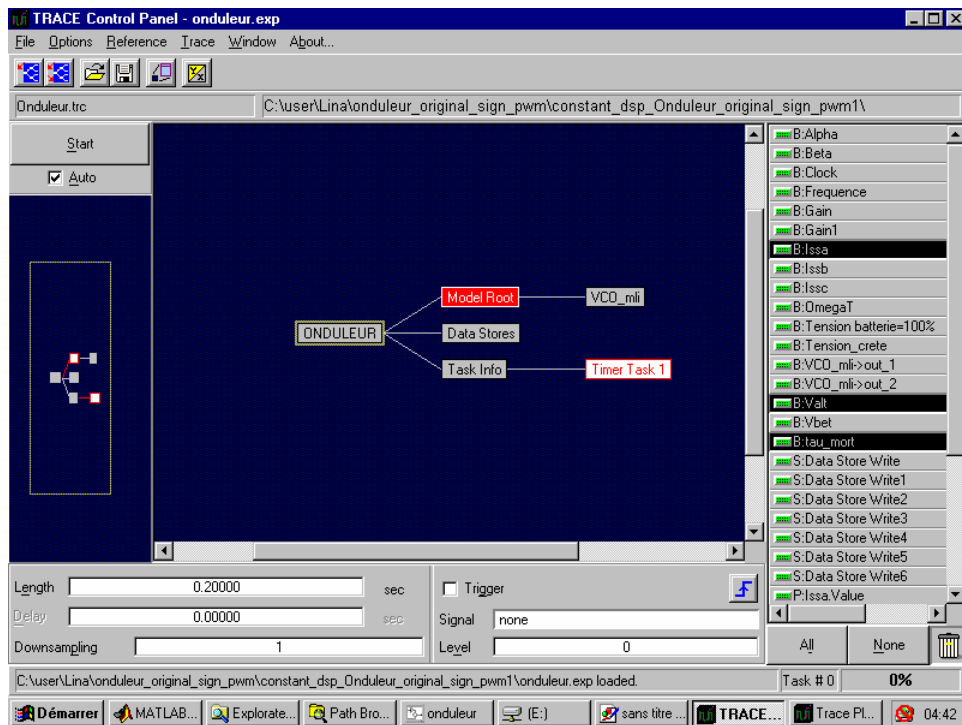 TRACE Control Panel - onduleur.exp
File Options Reference Trace Window About...
Onduleur.trc
C:\user\Lina\onduleur_original_sign_pwm\constant_dsp_Onduleur_original_sign_pwm1\
Start
Auto
ONDULEUR
Model Root
VCO_mli
Data Stores
Task Info
Timer Task 1
B:Alpha
B:Beta
B:Clock
B:Frequence
B:Gain
B:Gain1
B:Issa
B:Issb
B:Issc
B:OmegaT
B:Tension batterie=100%
B:Tension_crete
B:VCO_mli->out_1
B:VCO_mli->out_2
B:Valt
B:Vbet
B:tau_mort
S:Data Store Write
S:Data Store Write1
S:Data Store Write2
S:Data Store Write3
S:Data Store Write4
S:Data Store Write5
S:Data Store Write6
P:Issa.Value
Length 0.20000 sec
Delay 0.00000 sec
Downsampling 1
Trigger
Signal none
Level 0
All None
C:\user\Lina\onduleur_original_sign_pwm\constant_dsp_Onduleur_original_sign_pwm1\onduleur.exp loaded.
Task # 0 0%
Démarrer MATLAB... Explorate... Path Bro... onduleur (E:) sans titre ... TRACE... Trace Pl... 04:42